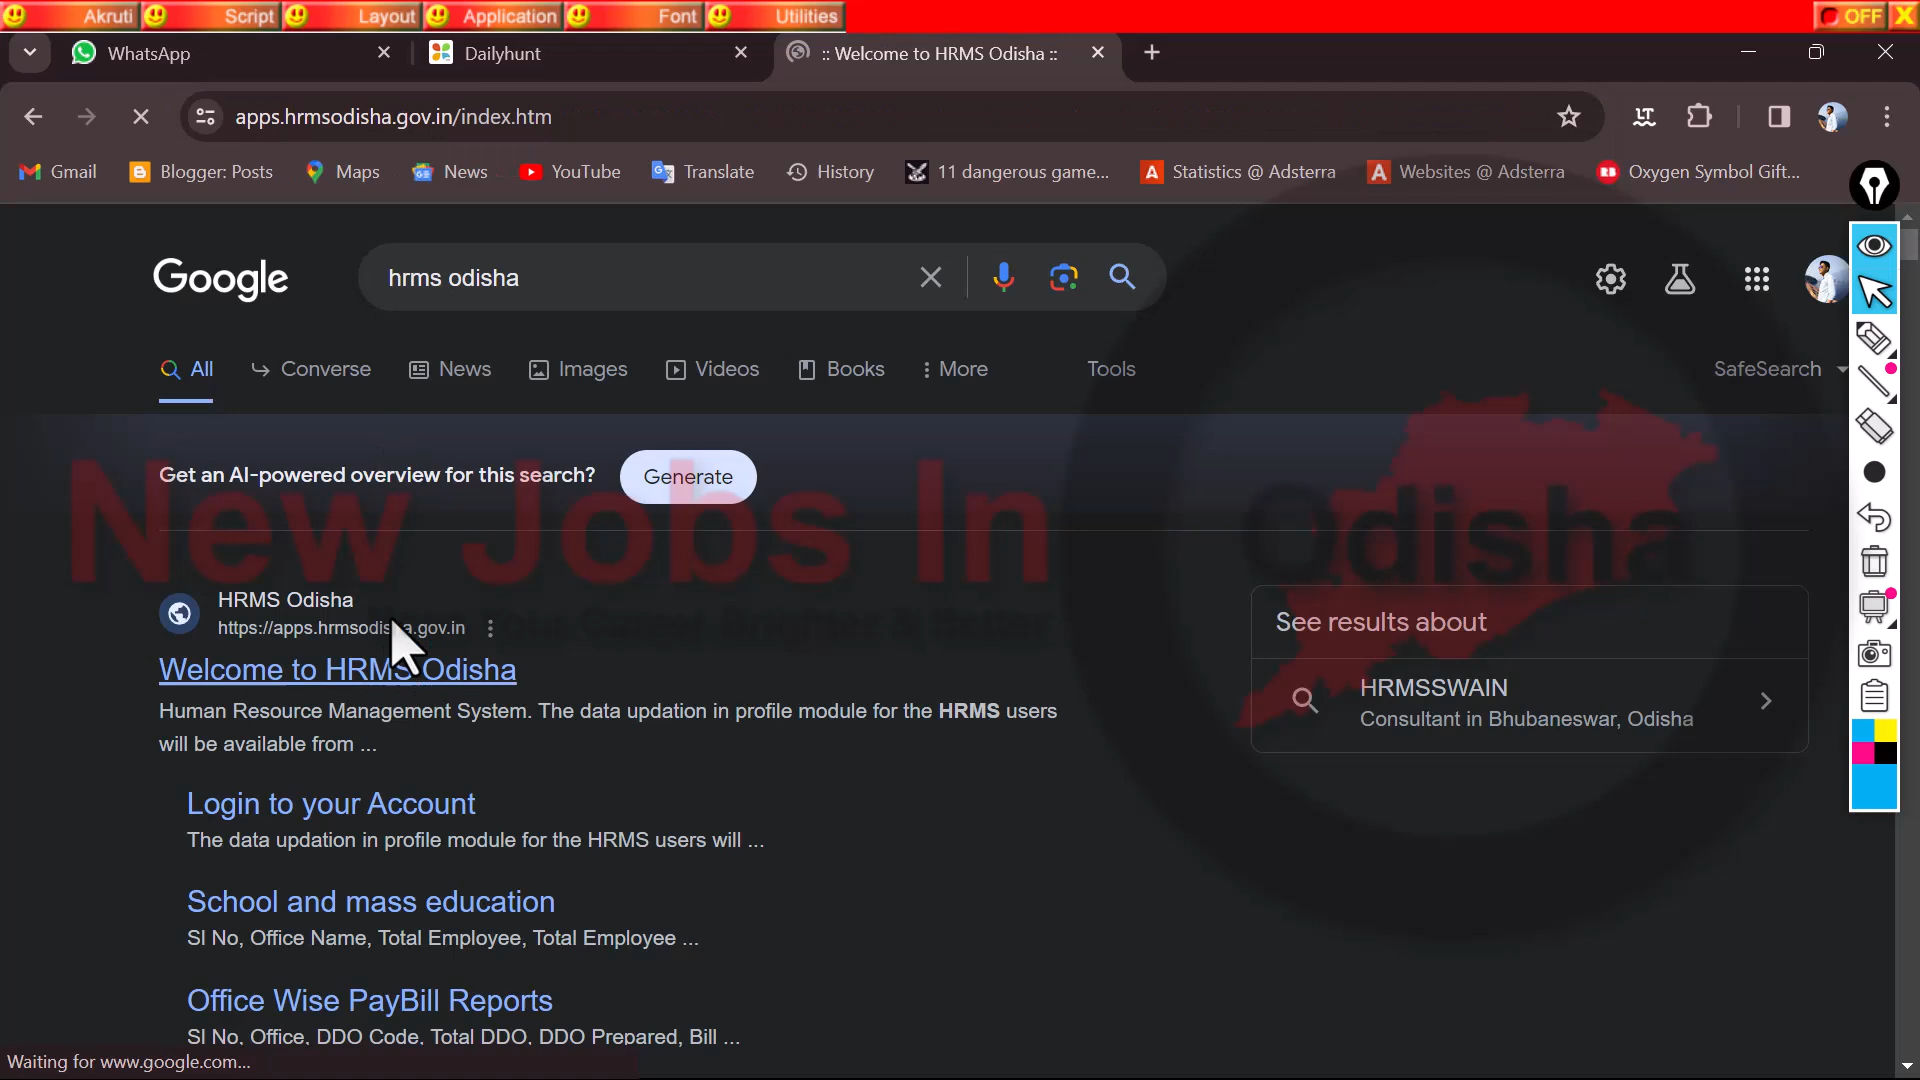 Akruti Script Layout Application Font Utilities OFF X
WhatsApp Dailyhunt :: Welcome to HRMS Odisha ::
apps.hrmsodisha.gov.in/index.htm LT
Gmail Blogger: Posts Maps News YouTube Translate History 11 dangerous game... A Statistics @ Adsterra A Websites @ Adsterra RB Oxygen Symbol Gift...
Google hrms odisha
All Converse News Images Videos Books More Tools SafeSearch
Get an AI-powered overview for this search? Generate
New Jobs In Odisha
HRMS Odisha
https://apps.hrmsodisha.gov.in
Welcome to HRMS Odisha
Human Resource Management System. The data updation in profile module for the HRMS users
will be available from ...
See results about
HRMSSWAIN
Consultant in Bhubaneswar, Odisha
Login to your Account
The data updation in profile module for the HRMS users will ...
School and mass education
Sl No, Office Name, Total Employee, Total Employee ...
Office Wise PayBill Reports
Sl No, Office, DDO Code, Total DDO, DDO Prepared, Bill ...
Waiting for www.google.com...